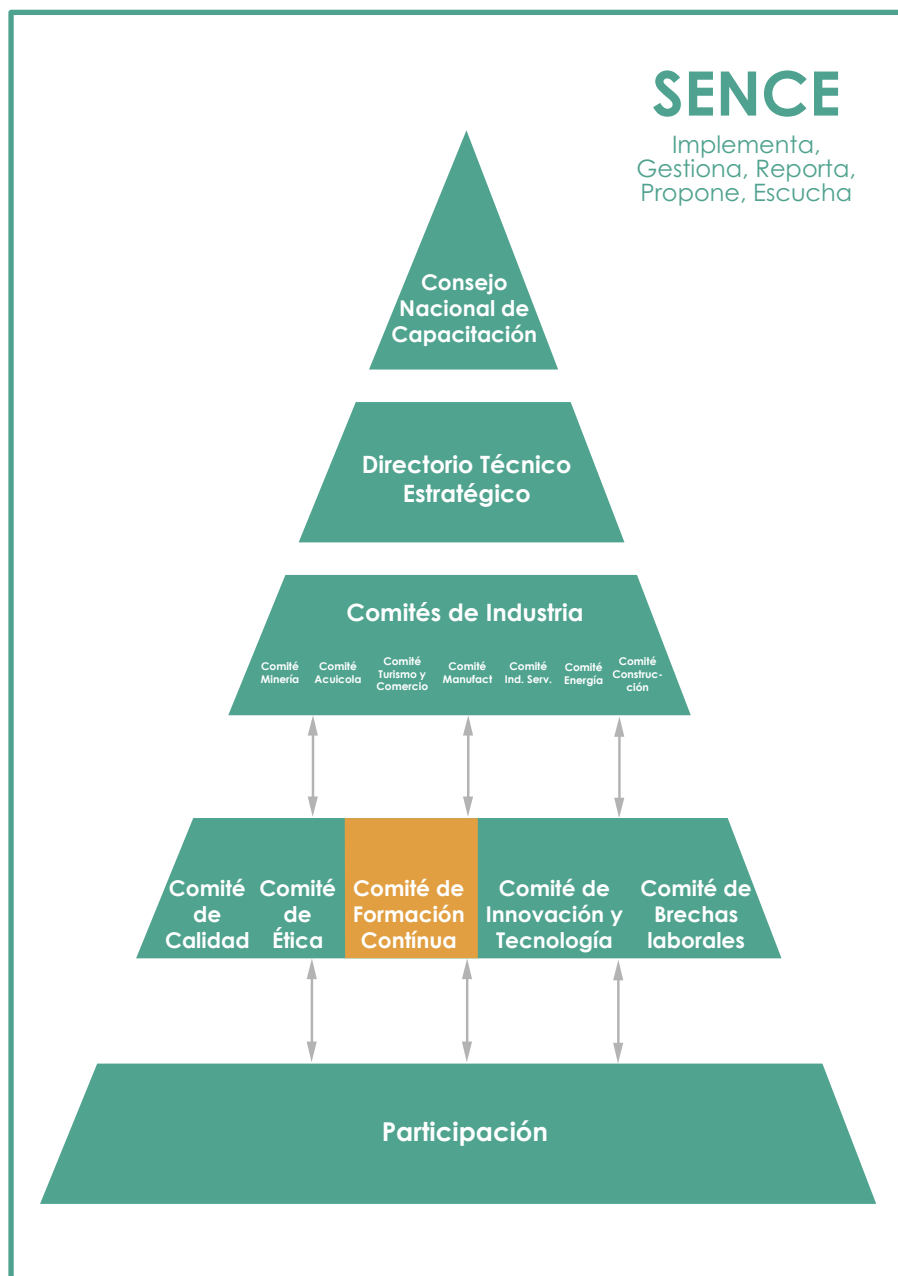 SENCE
Implementa,
Gestiona, Reporta,
Propone, Escucha
Consejo
Nacional de
Capacitación
Directorio Técnico
Estratégico
Comités de Industria
Comité
Minería
Comité
Acuicola
Comité
Turismo y
Comercio
Comité
Manufact
Comité
Ind. Serv.
Comité
Energía
Comité
Construc-
ción
Comité
de
Calidad
Comité
de
Ética
Comité de
Formación
Contínua
Comité de
Innovación y
Tecnología
Comité de
Brechas
laborales
Participación